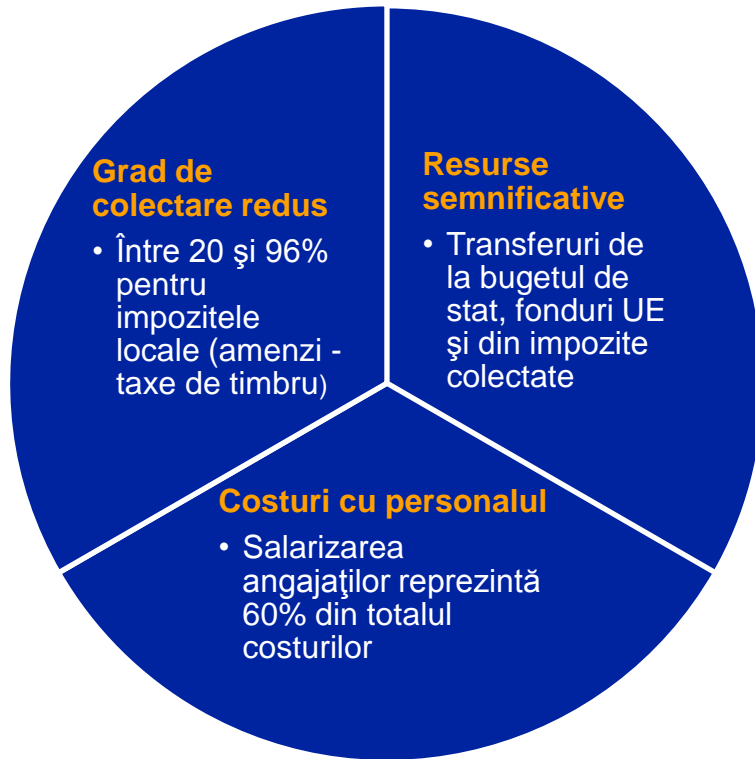 Grad de
colectare redus
• Între 20 şi 96%
pentru
impozitele
locale (amenzi -
taxe de timbru)
Resurse
semnificative
• Transferuri de
la bugetul de
stat, fonduri UE
şi din impozite
colectate
Costuri cu personalul
• Salarizarea
angajaţilor reprezintă
60% din totalul
costurilor